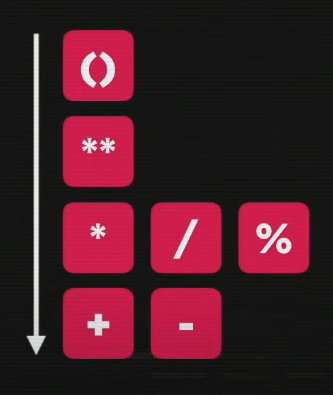 ()
**
* / %
+ -